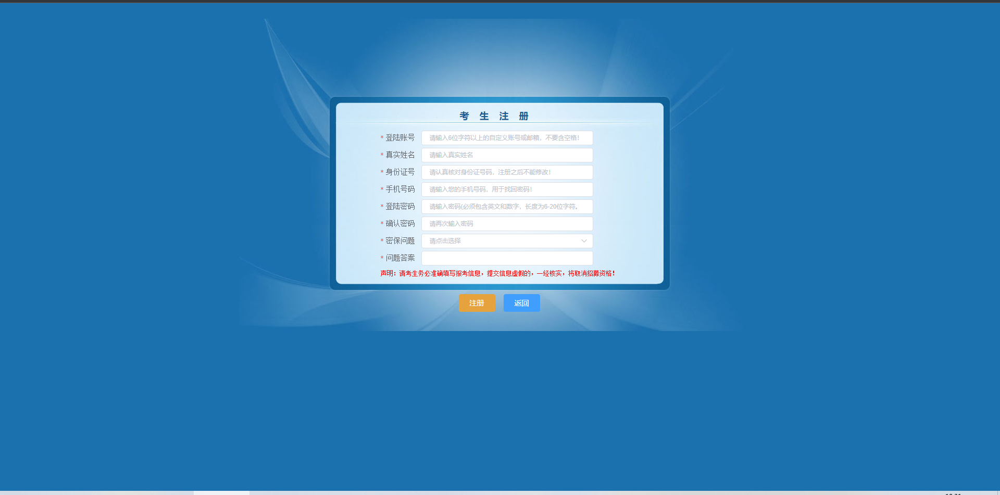 考 生 注 册
* 登陆账号 请输入6位字符以上的自定义账号或邮箱，不要含空格！
* 真实姓名 请输入真实姓名
* 身份证号 请认真核对身份证号码，注册之后不能修改！
* 手机号码 请输入您的手机号码，用于找回密码！
* 登陆密码 请输入密码(必须包含英文和数字，长度为6-20位字符。
* 确认密码 请再次输入密码
* 密保问题 请点击选择
* 问题答案
声明：请考生务必准确填写报考信息，提交信息虚假的，一经核实，将取消招募资格！
注册 返回